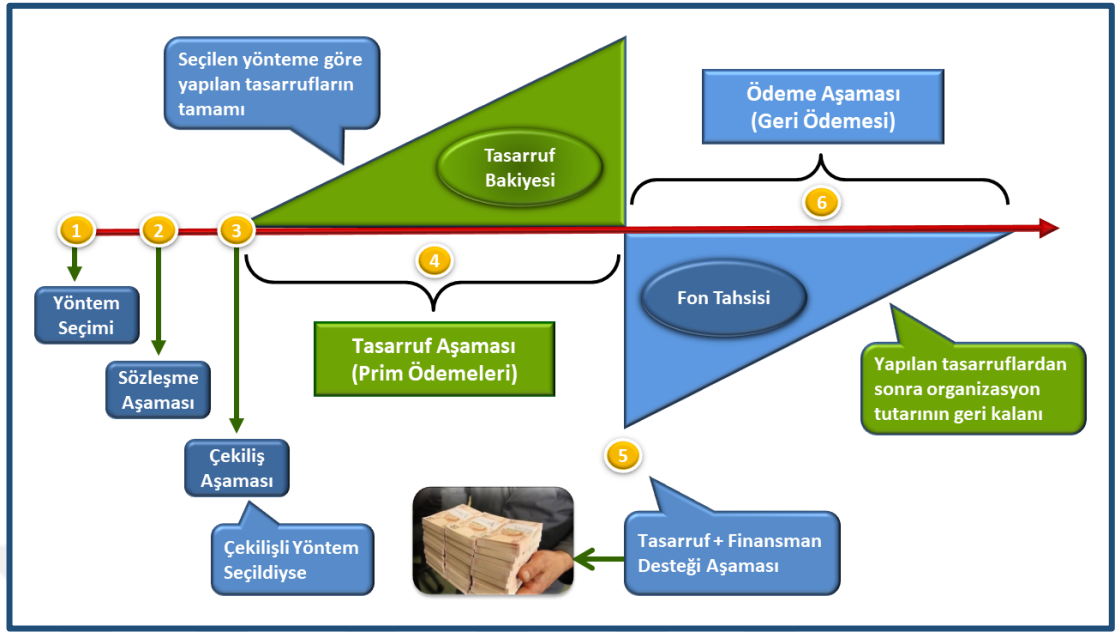 Seçilen yönteme göre
yapılan tasarrufların
tamamı
Tasarruf
Bakiyesi
Ödeme Aşaması
(Geri Ödemesi)
6
1
2
3
4
Yöntem
Seçimi
Sözleşme
Aşaması
Çekiliş
Aşaması
Çekilişli Yöntem
Seçildiyse
Tasarruf Aşaması
(Prim Ödemeleri)
Fon Tahsisi
Yapılan tasarruflardan
sonra organizasyon
tutarının geri kalanı
5
Tasarruf + Finansman
Desteği Aşaması